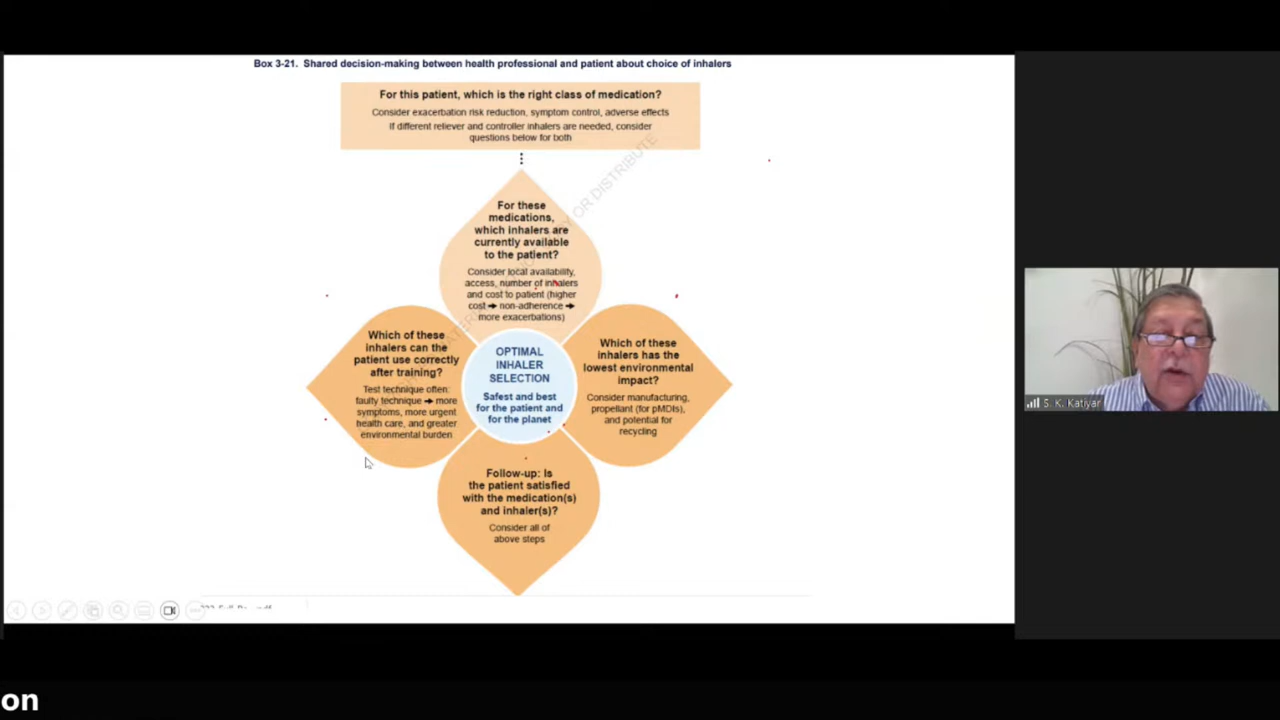 Box 3-21. Shared decision-making between health professional and patient about choice of inhalers
For this patient, which is the right class of medication?
Consider exacerbation risk reduction, symptom control, adverse effects
If different reliever and controller inhalers are needed, consider
questions below for both
OR DISTRIBUTE
For these
medications,
which inhalers are
currently available
to the patient?
Consider local availability,
access, number of inhalers
and cost to patient (higher
cost ➔ non-adherence ➔
more exacerbations)
Which of these
inhalers can the
patient use correctly
after training?
Test technique often:
faulty technique ➔ more
symptoms, more urgent
health care, and greater
environmental burden
OPTIMAL
INHALER
SELECTION
Safest and best
for the patient and
for the planet
Which of these
inhalers has the
lowest environmental
impact?
Consider manufacturing,
propellant (for pMDIs),
and potential for
recycling
Follow-up: Is
the patient satisfied
with the medication(s)
and inhaler(s)?
Consider all of
above steps
S. K. Katiyar
on